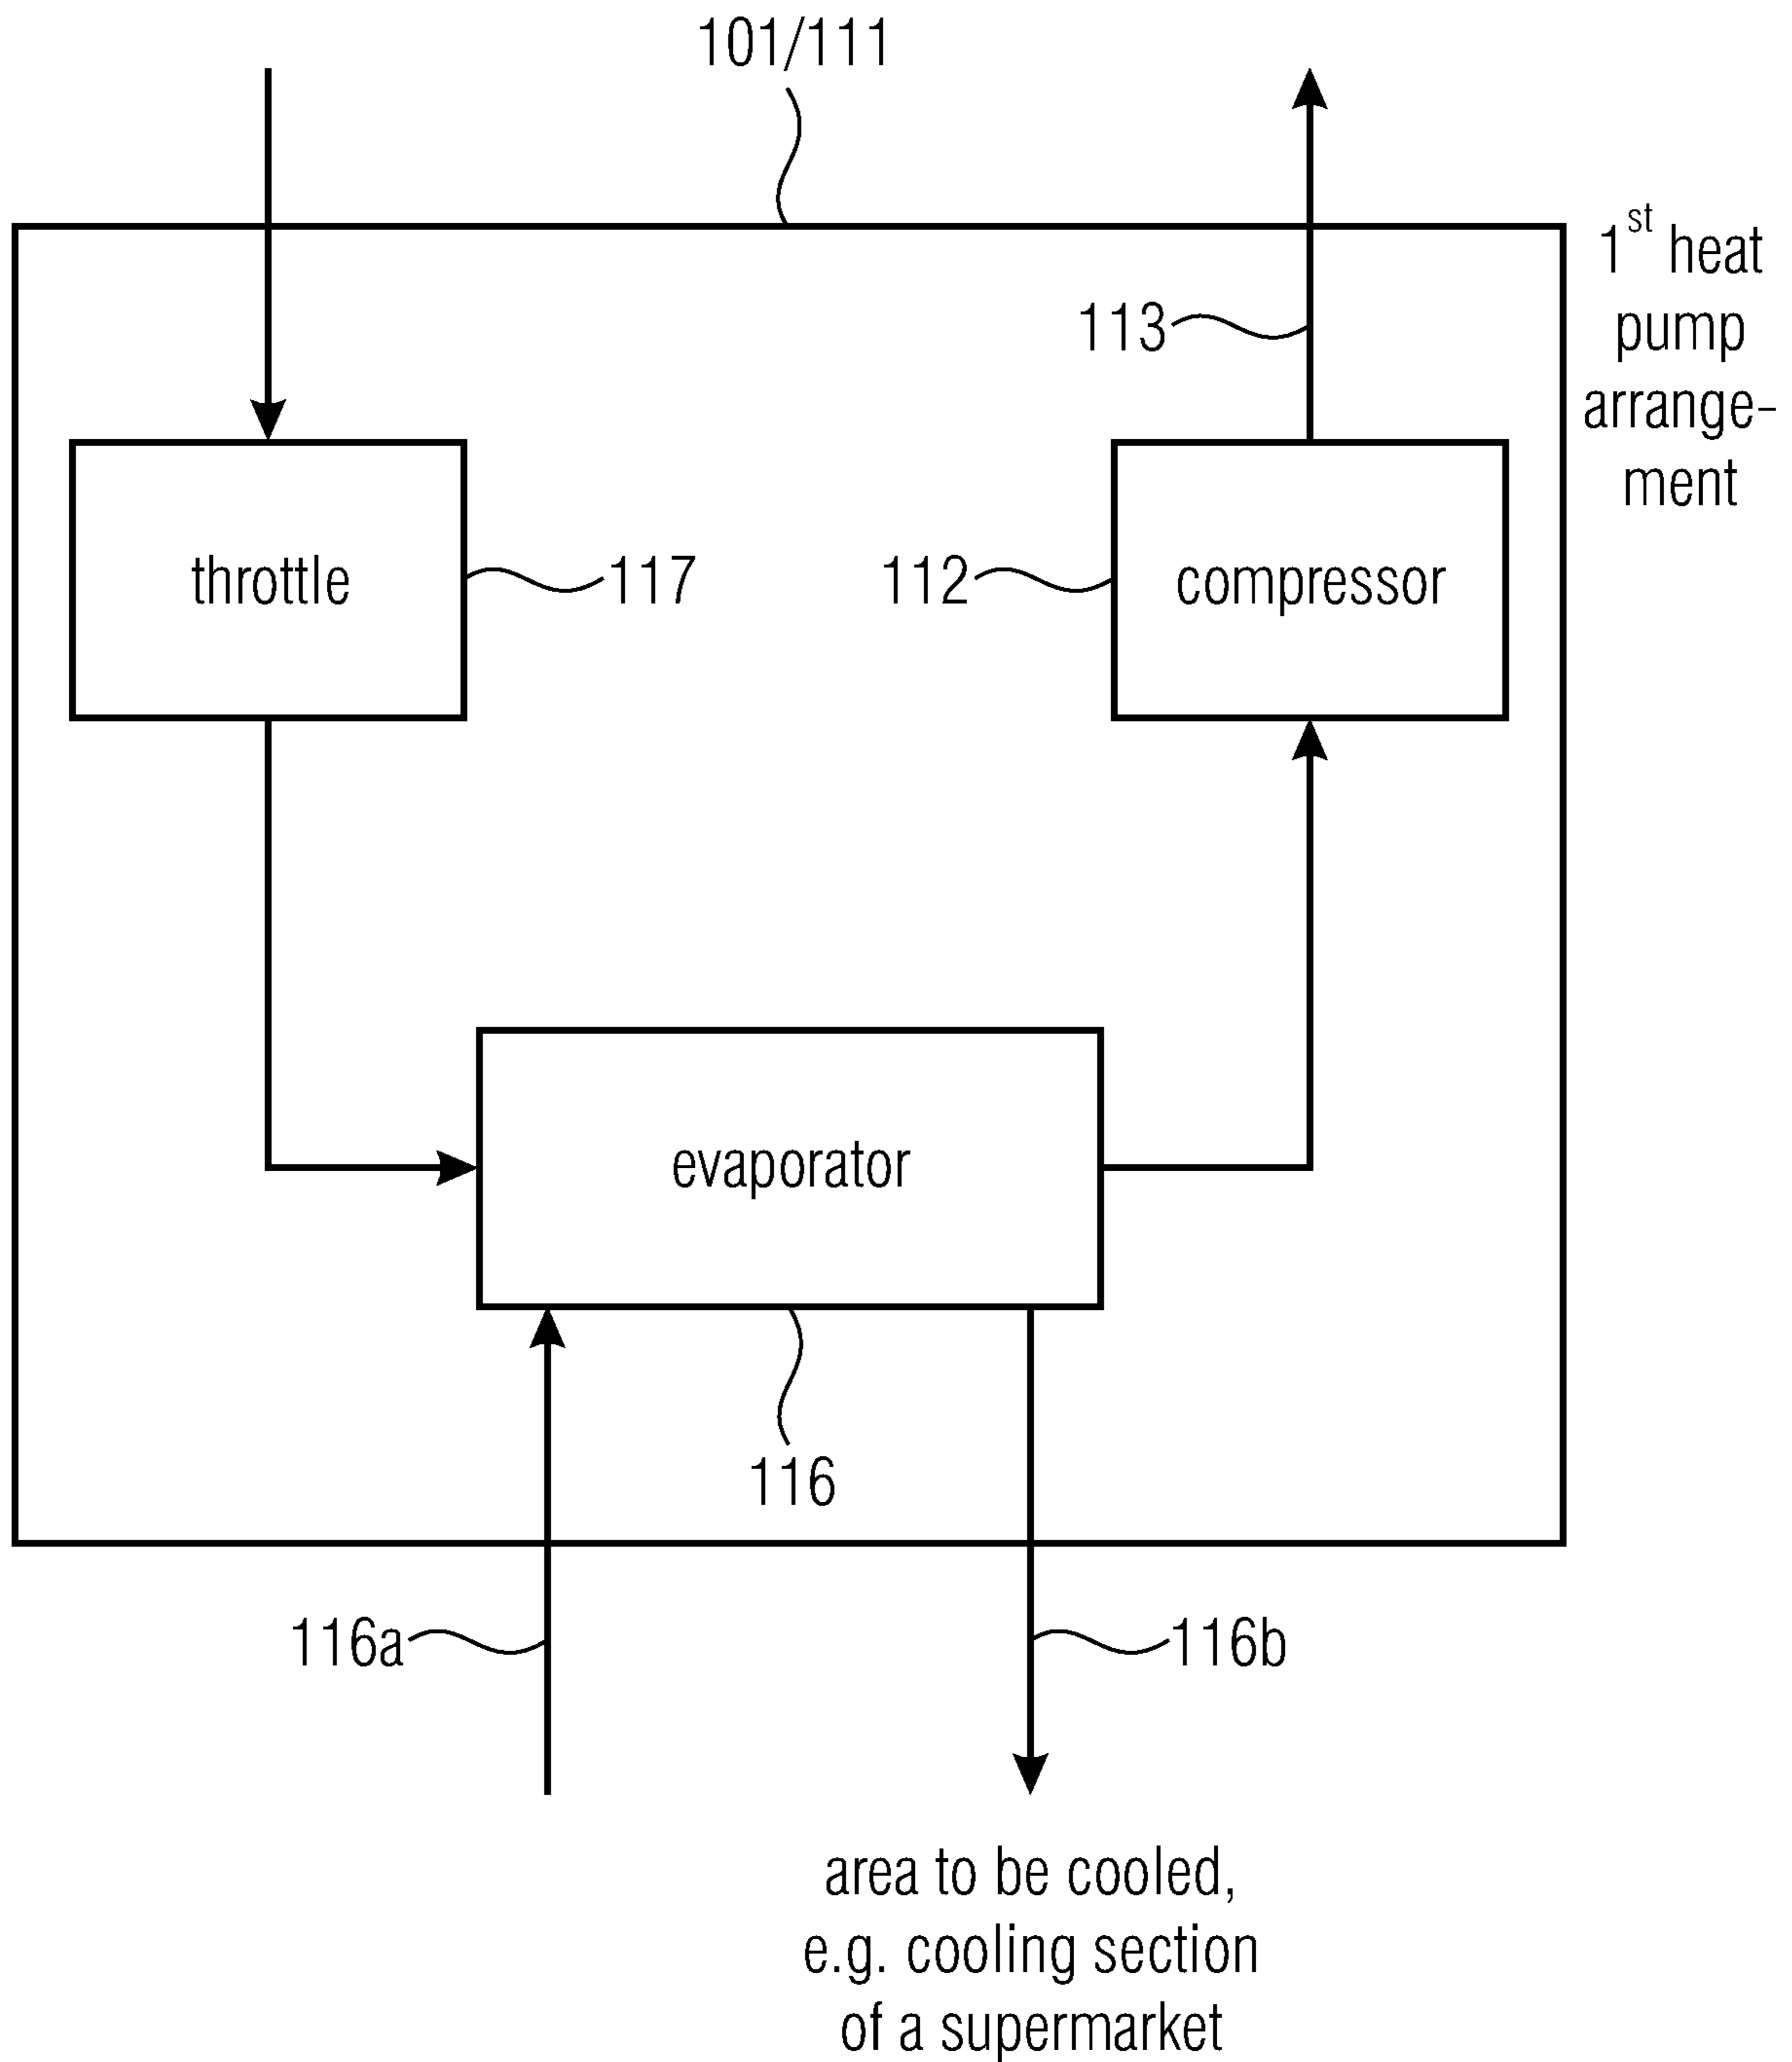 101/111
1st heat
pump
arrange-
ment
113
throttle
117
112
compressor
evaporator
116
116a
116b
area to be cooled,
e.g. cooling section
of a supermarket